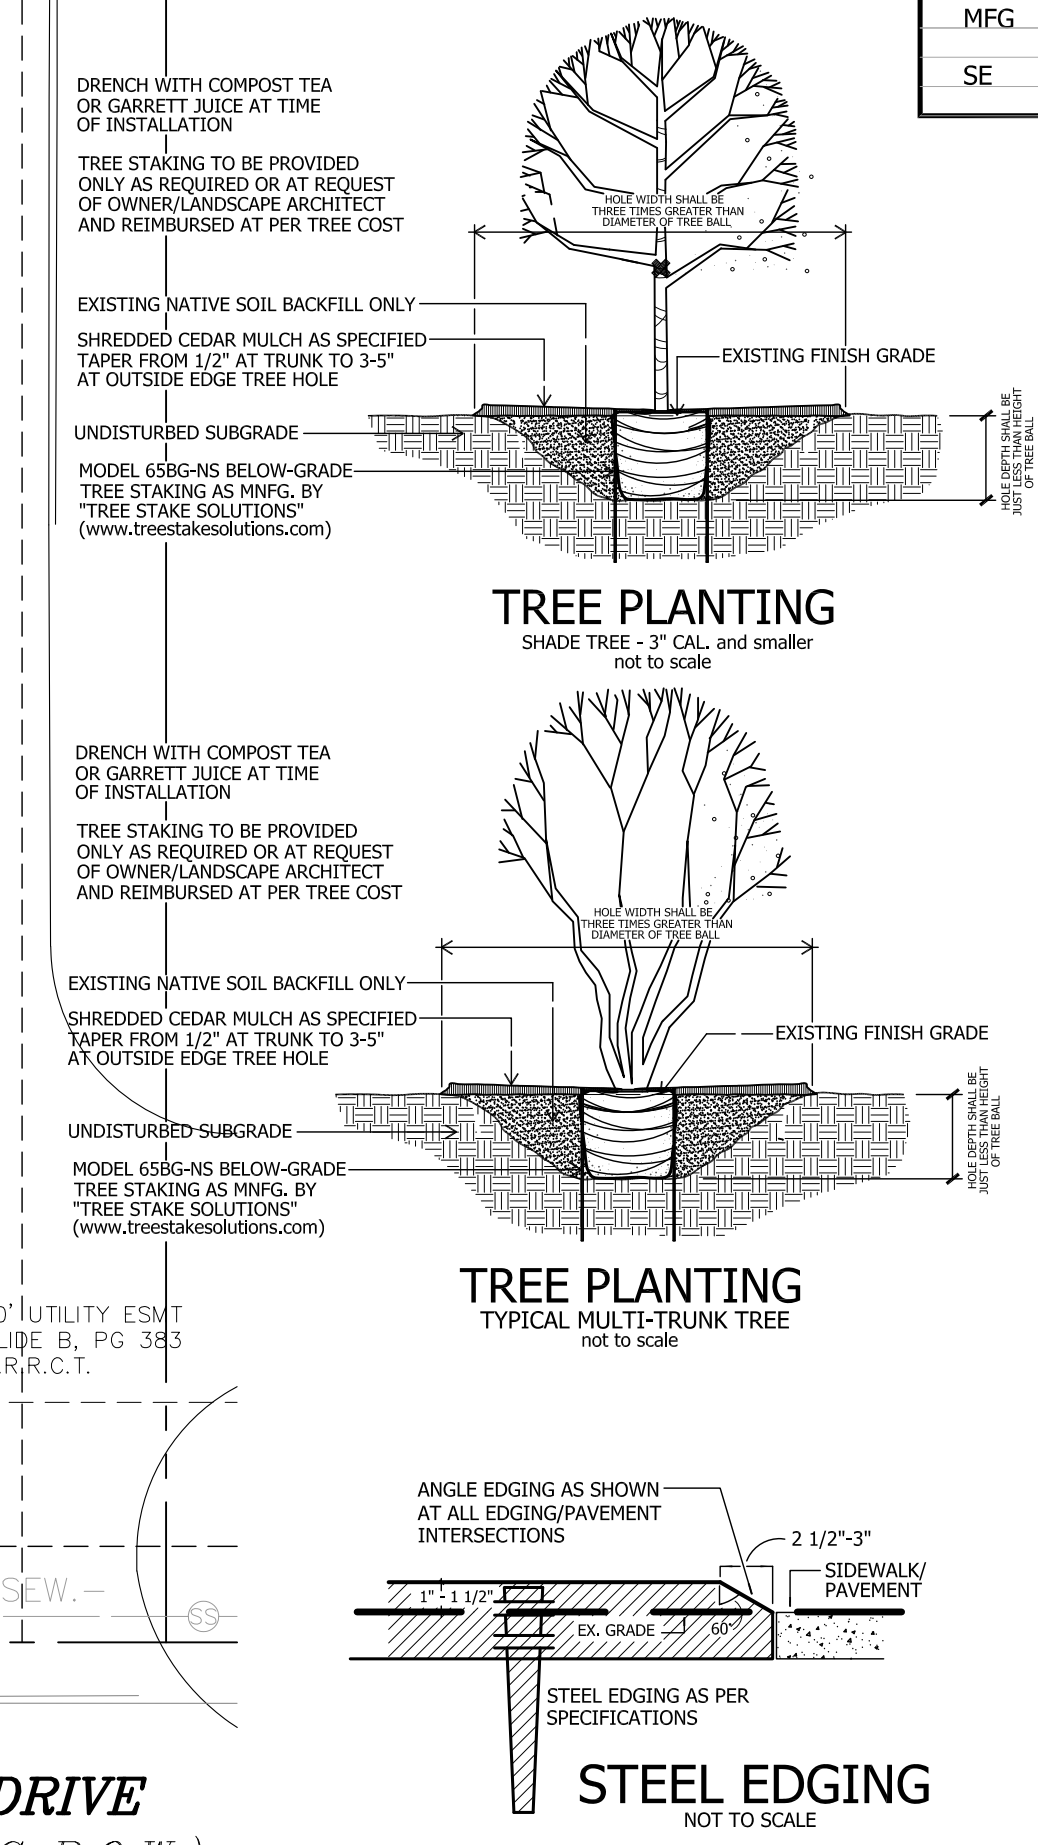 MFG
SE
DRENCH WITH COMPOST TEA
OR GARRETT JUICE AT TIME
OF INSTALLATION
TREE STAKING TO BE PROVIDED
ONLY AS REQUIRED OR AT REQUEST
OF OWNER/LANDSCAPE ARCHITECT
AND REIMBURSED AT PER TREE COST
HOLE WIDTH SHALL BE
THREE TIMES GREATER THAN
DIAMETER OF TREE BALL
EXISTING NATIVE SOIL BACKFILL ONLY
SHREDDED CEDAR MULCH AS SPECIFIED
TAPER FROM 1/2" AT TRUNK TO 3-5"
AT OUTSIDE EDGE TREE HOLE
EXISTING FINISH GRADE
UNDISTURBED SUBGRADE
MODEL 65BG-NS BELOW-GRADE
TREE STAKING AS MNFG. BY
"TREE STAKE SOLUTIONS"
(www.treestakesolutions.com)
HOLE DEPTH SHALL BE
JUST LESS THAN HEIGHT
OF TREE BALL
TREE PLANTING
SHADE TREE - 3" CAL. and smaller
not to scale
DRENCH WITH COMPOST TEA
OR GARRETT JUICE AT TIME
OF INSTALLATION
TREE STAKING TO BE PROVIDED
ONLY AS REQUIRED OR AT REQUEST
OF OWNER/LANDSCAPE ARCHITECT
AND REIMBURSED AT PER TREE COST
HOLE WIDTH SHALL BE
THREE TIMES GREATER THAN
DIAMETER OF TREE BALL
EXISTING NATIVE SOIL BACKFILL ONLY
SHREDDED CEDAR MULCH AS SPECIFIED
TAPER FROM 1/2" AT TRUNK TO 3-5"
AT OUTSIDE EDGE TREE HOLE
EXISTING FINISH GRADE
UNDISTURBED SUBGRADE
MODEL 65BG-NS BELOW-GRADE
TREE STAKING AS MNFG. BY
"TREE STAKE SOLUTIONS"
(www.treestakesolutions.com)
HOLE DEPTH SHALL BE
JUST LESS THAN HEIGHT
OF TREE BALL
TREE PLANTING
TYPICAL MULTI-TRUNK TREE
not to scale
0' UTILITY ESMT
LIDE B, PG 383
.R.R.C.T.
ANGLE EDGING AS SHOWN
AT ALL EDGING/PAVEMENT
INTERSECTIONS
2 1/2"-3"
SIDEWALK/
PAVEMENT
1" - 1 1/2"
EX. GRADE
60°
SEW.
SS
STEEL EDGING AS PER
SPECIFICATIONS
STEEL EDGING
NOT TO SCALE
DRIVE